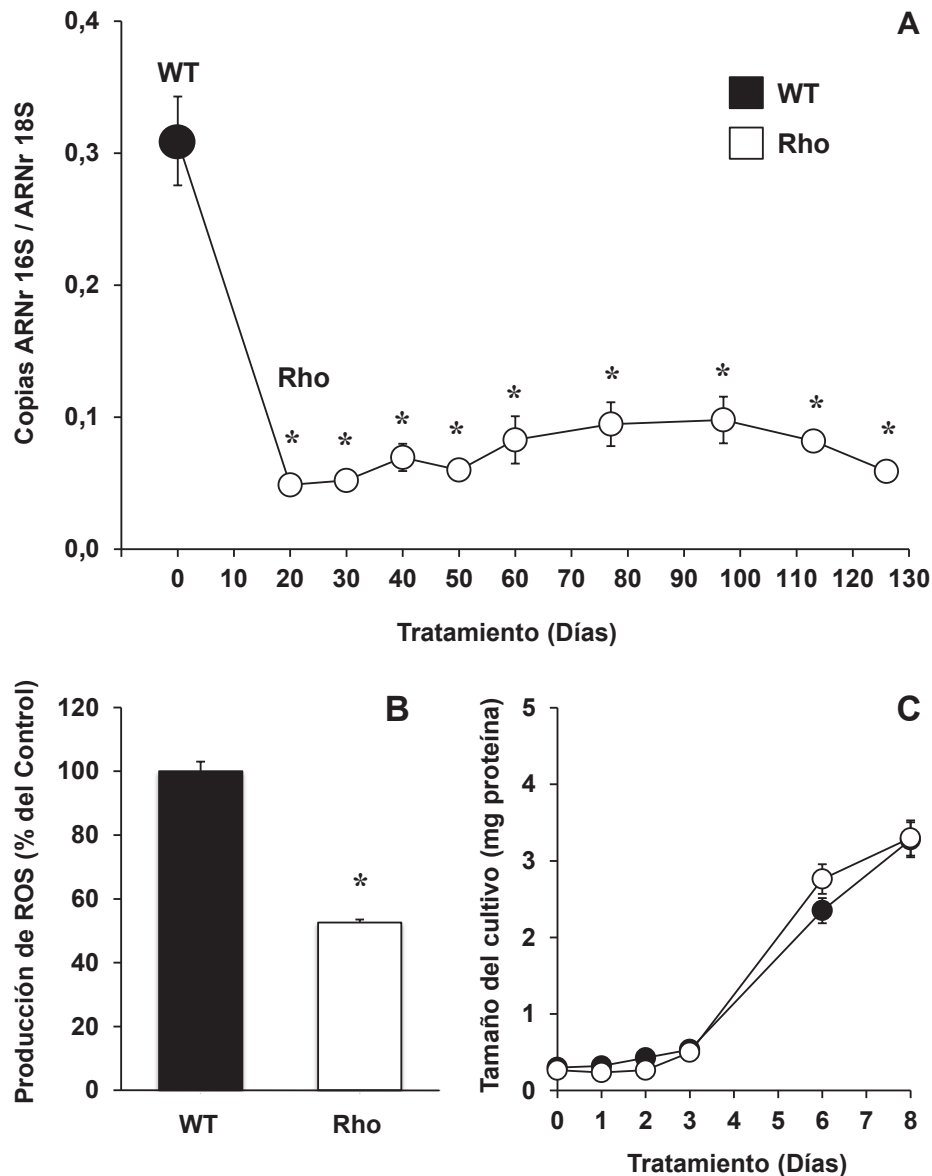 A
0,4
0,3
0,2
0,1
0,0
Copias ARNr 16S / ARNr 18S
WT
WT
Rho
Rho
* * * * * * * * *
0 10 20 30 40 50 60 70 80 90 100 110 120 130
Tratamiento (Días)
B
120
100
80
60
40
20
0
Producción de ROS (% del Control)
*
WT Rho
C
5
4
3
2
1
0
Tamaño del cultivo (mg proteína)
0 1 2 3 4 5 6 7 8
Tratamiento (Días)